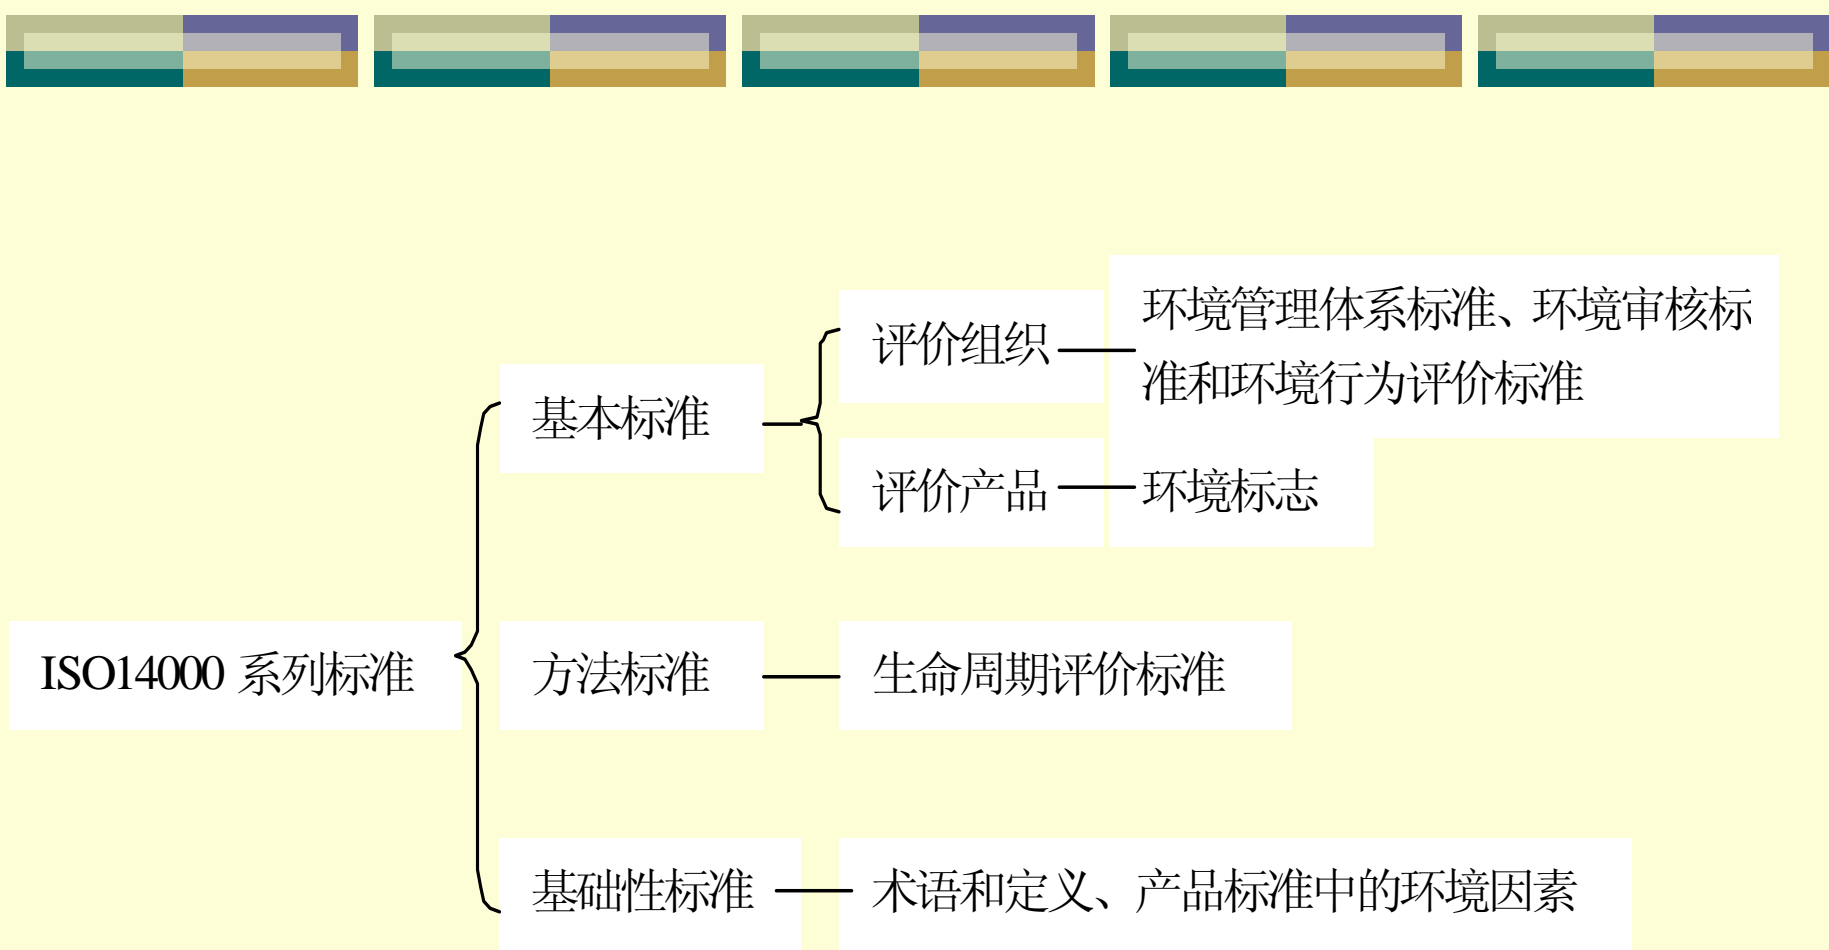 环境管理体系标准、环境审核标
评价组织
准和环境行为评价标准
基本标准
评价产品
环境标志
ISO14000 系列标准
方法标准
生命周期评价标准
基础性标准
术语和定义、产品标准中的环境因素